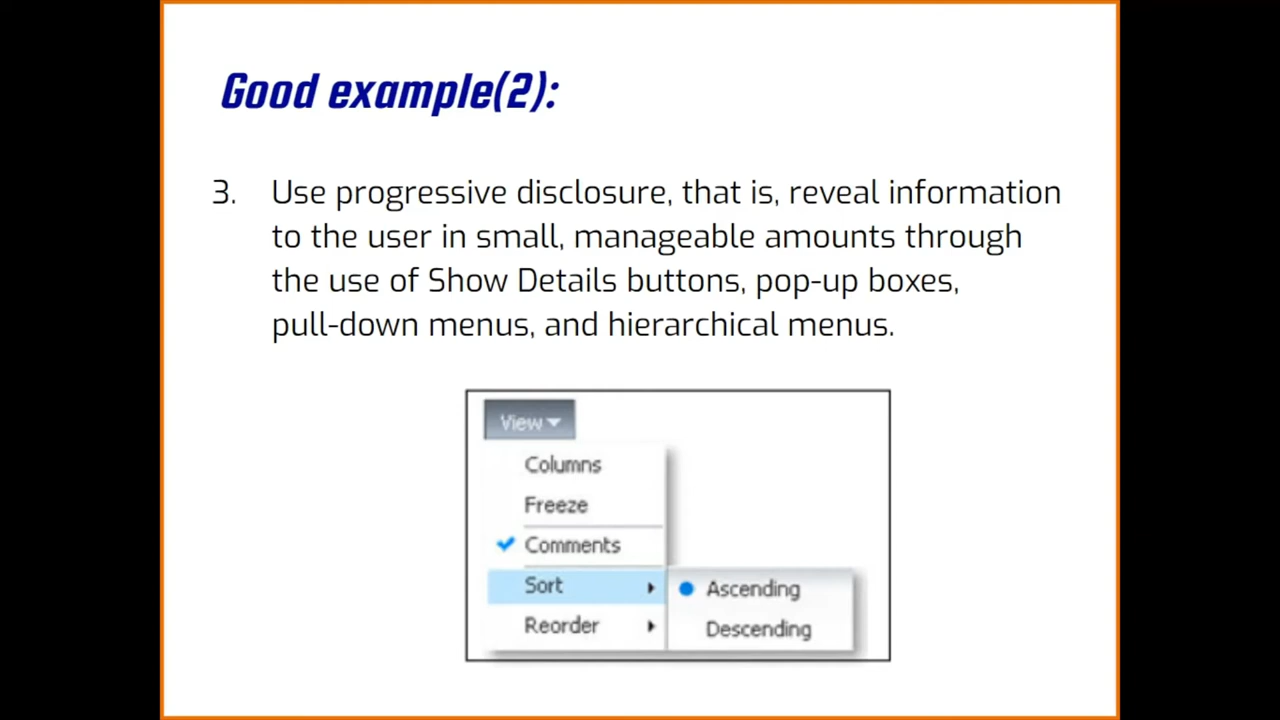 Good example(2):
3. Use progressive disclosure, that is, reveal information
to the user in small, manageable amounts through
the use of Show Details buttons, pop-up boxes,
pull-down menus, and hierarchical menus.
View
Columns
Freeze
Comments
Sort
Ascending
Reorder
Descending